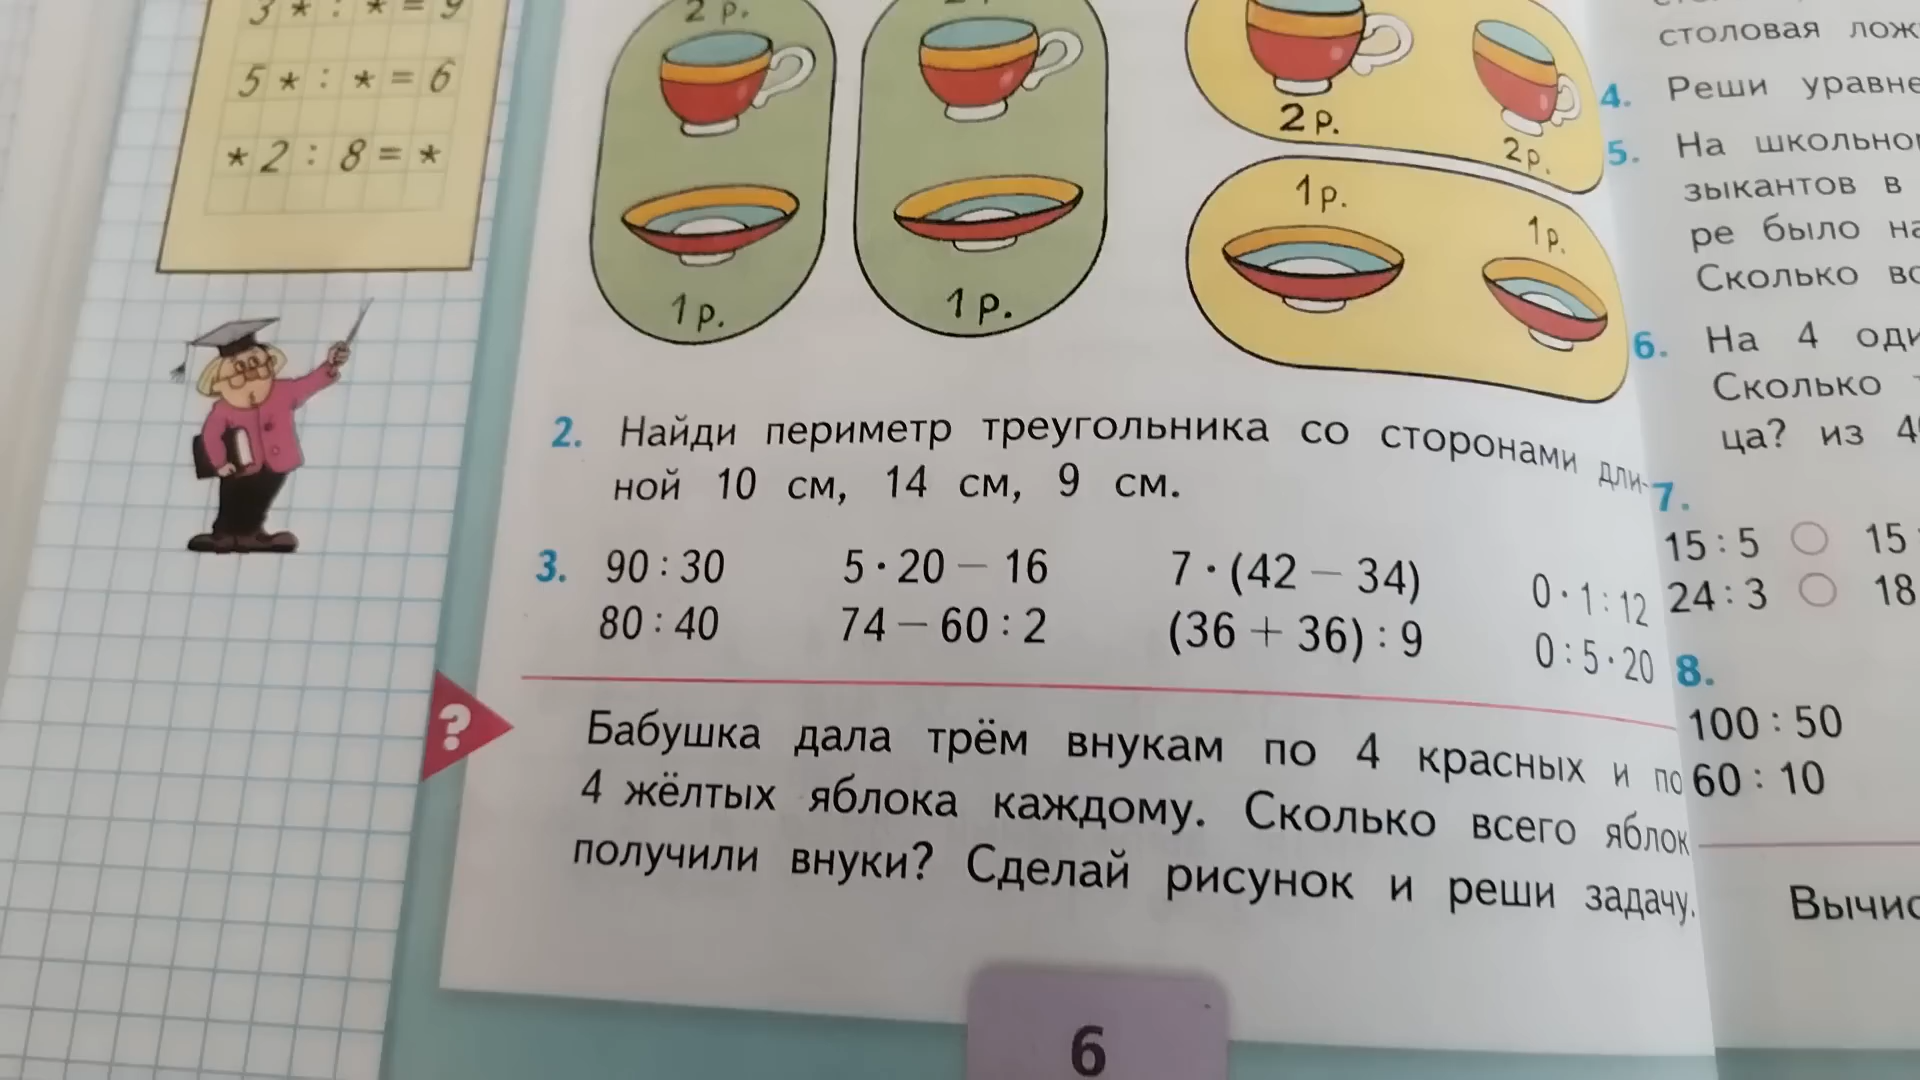 3 * : * = 9
5 * : * = 6
* 2 : 8 = *
2 р.
2 р.
2 р.
1 р.
1 р.
1 р.
1 р.
2. Найди периметр треугольника со сторонами дли-
ной 10 см, 14 см, 9 см.
3. 90 : 30 5 · 20 – 16 7 · (42 – 34) 0 · 1 : 12
80 : 40 74 – 60 : 2 (36 + 36) : 9 0 : 5 · 20
?
Бабушка дала трём внукам по 4 красных и по
4 жёлтых яблока каждому. Сколько всего яблок
получили внуки? Сделай рисунок и реши задачу.
6
столовая лож
4. Реши уравне
5. На школьно
зыкантов в
ре было на
Сколько вс
6. На 4 оди
Сколько
ца? из 4
7.
15 : 5 15
24 : 3 18
8.
100 : 50
60 : 10
Вычис